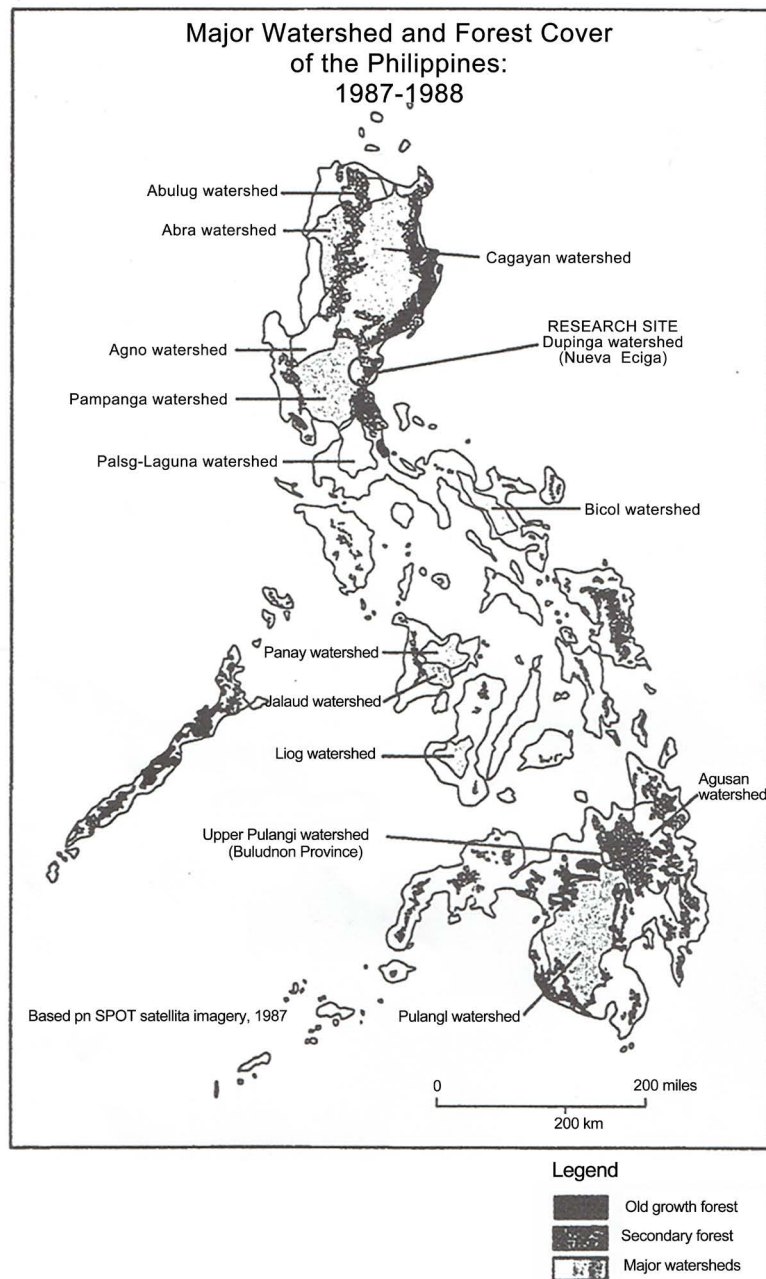 Major Watershed and Forest Cover
of the Philippines:
1987-1988
Abulug watershed
Abra watershed
Cagayan watershed
RESEARCH SITE
Dupinga watershed
(Nueva Eciga)
Agno watershed
Pampanga watershed
Palsg-Laguna watershed
Bicol watershed
Panay watershed
Jalaud watershed
Liog watershed
Agusan
watershed
Upper Pulangi watershed
(Buludnon Province)
Based pn SPOT satellita imagery, 1987
Pulangl watershed
0 200 miles
200 km
Legend
Old growth forest
Secondary forest
Major watersheds